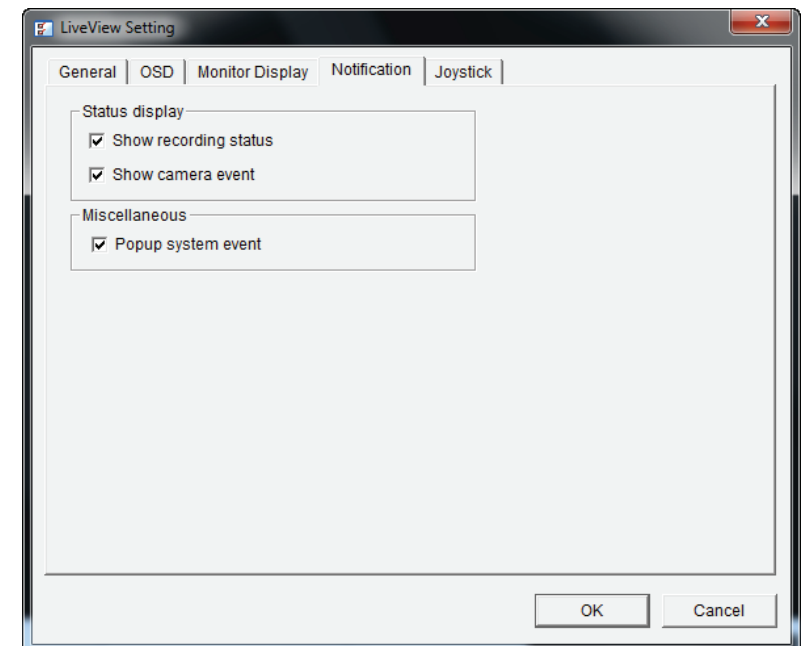 LiveView Setting
General OSD Monitor Display Notification Joystick
Status display
Show recording status
Show camera event
Miscellaneous
Popup system event
OK Cancel